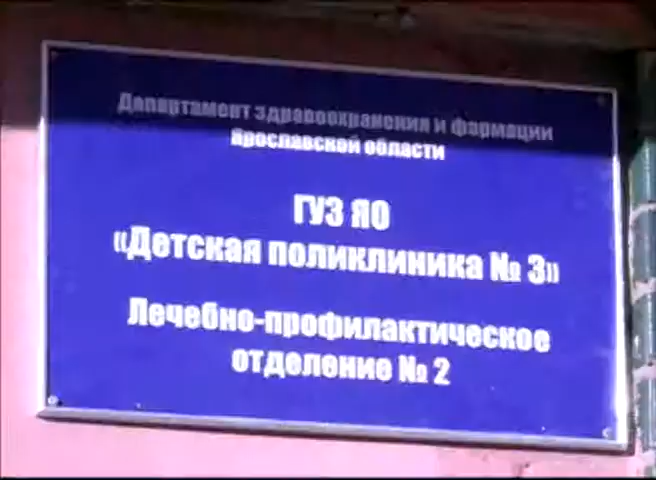 Департамент здравоохранения и фармации
Ярославской области
ГУЗ ЯО
«Детская поликлиника № 3»
Лечебно-профилактическое
отделение № 2